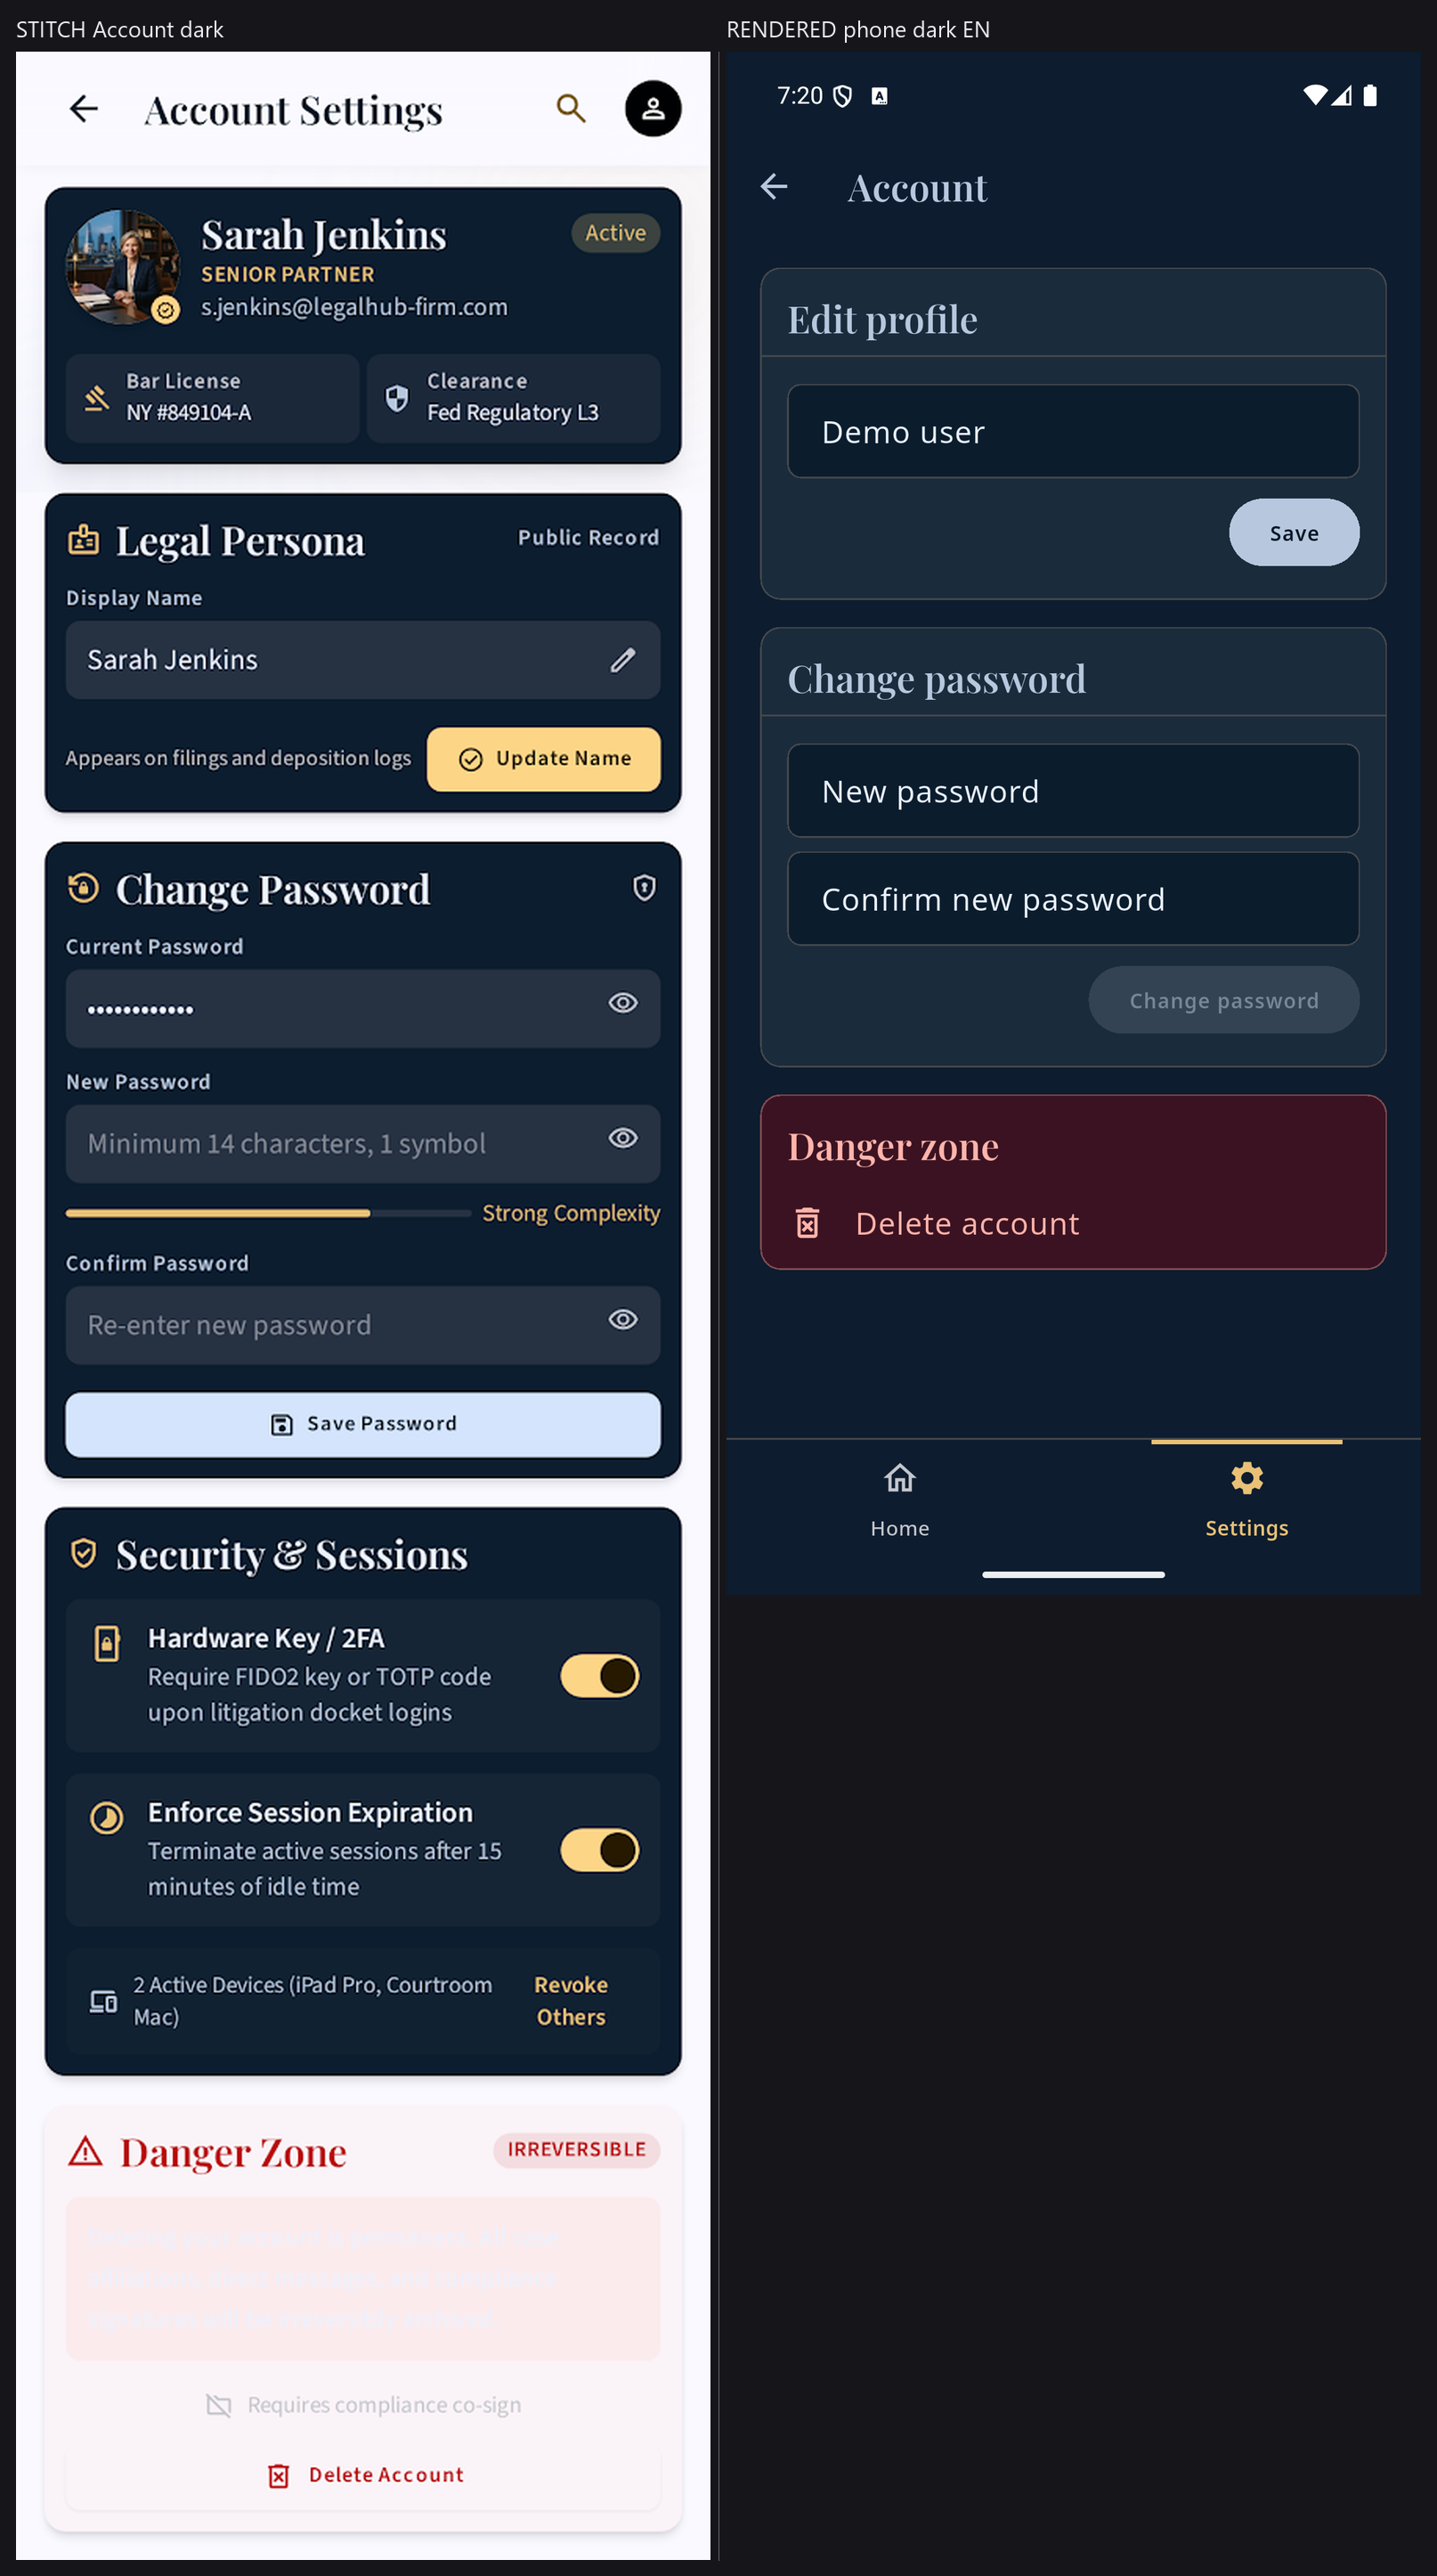 STITCH Account dark
Account Settings
Sarah Jenkins
Active
SENIOR PARTNER
s.jenkins@legalhub-firm.com
Bar License
NY #849104-A
Clearance
Fed Regulatory L3
Legal Persona
Public Record
Display Name
Sarah Jenkins
Appears on filings and deposition logs
Update Name
Change Password
Current Password
••••••••••••
New Password
Minimum 14 characters, 1 symbol
Strong Complexity
Confirm Password
Re-enter new password
Save Password
Security & Sessions
Hardware Key / 2FA
Require FIDO2 key or TOTP code
upon litigation docket logins
Enforce Session Expiration
Terminate active sessions after 15
minutes of idle time
2 Active Devices (iPad Pro, Courtroom
Mac)
Revoke
Others
Danger Zone
IRREVERSIBLE
Requires compliance co-sign
Delete Account
RENDERED phone dark EN
7:20
A
Account
Edit profile
Demo user
Save
Change password
New password
Confirm new password
Change password
Danger zone
Delete account
Home
Settings